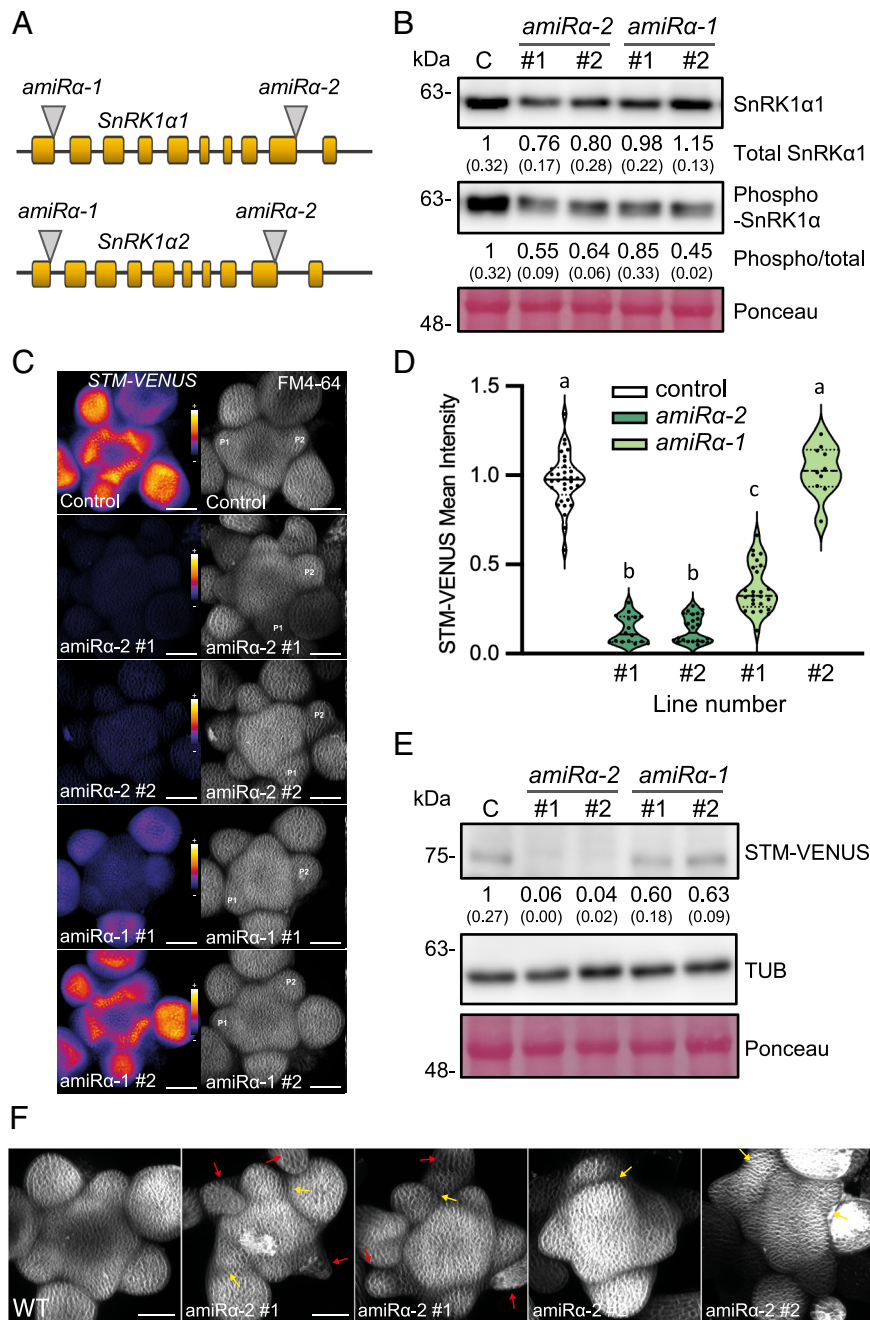 A
amiRα-1
amiRα-2
SnRK1α1
amiRα-1
amiRα-2
SnRK1α2
B
amiRα-2 amiRα-1
kDa C #1 #2 #1 #2
63- SnRK1α1
1 0.76 0.80 0.98 1.15 Total SnRKα1
(0.32) (0.17) (0.28) (0.22) (0.13)
63- Phospho
-SnRK1α
1 0.55 0.64 0.85 0.45 Phospho/total
(0.32) (0.09) (0.06) (0.33) (0.02)
Ponceau
48-
C
STM-VENUS FM4-64
+
-
P1 P2
Control Control
+
-
P2
P1
amiRα-2 #1 amiRα-2 #1
+
-
P2
P1
amiRα-2 #2 amiRα-2 #2
+
-
P2
P1
amiRα-1 #1 amiRα-1 #1
+
-
P2
P1
amiRα-1 #2 amiRα-1 #2
D
STM-VENUS Mean Intensity
1.5
1.0
0.5
0.0
control
amiRα-2
amiRα-1
a
b
b
c
a
#1 #2 #1 #2
Line number
E
amiRα-2 amiRα-1
kDa C #1 #2 #1 #2
75- STM-VENUS
1 0.06 0.04 0.60 0.63
(0.27) (0.00) (0.02) (0.18) (0.09)
63-
TUB
Ponceau
48-
F
WT
amiRα-2 #1
amiRα-2 #1
amiRα-2 #2
amiRα-2 #2